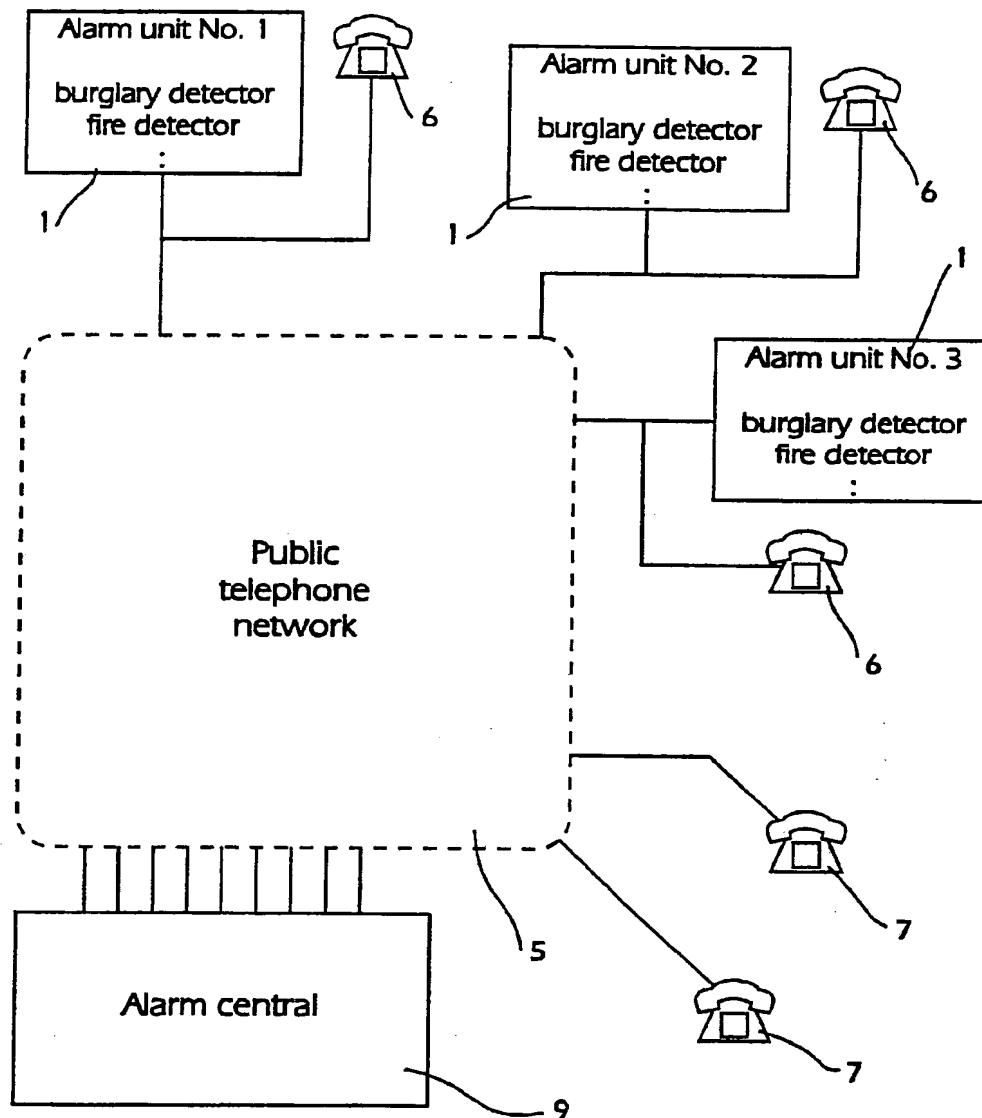 Alarm unit No. 1
burglary detector
fire detector
:
1
6
Alarm unit No. 2
burglary detector
fire detector
:
1
6
1
Alarm unit No. 3
burglary detector
fire detector
:
6
Public
telephone
network
5
7
7
Alarm central
9